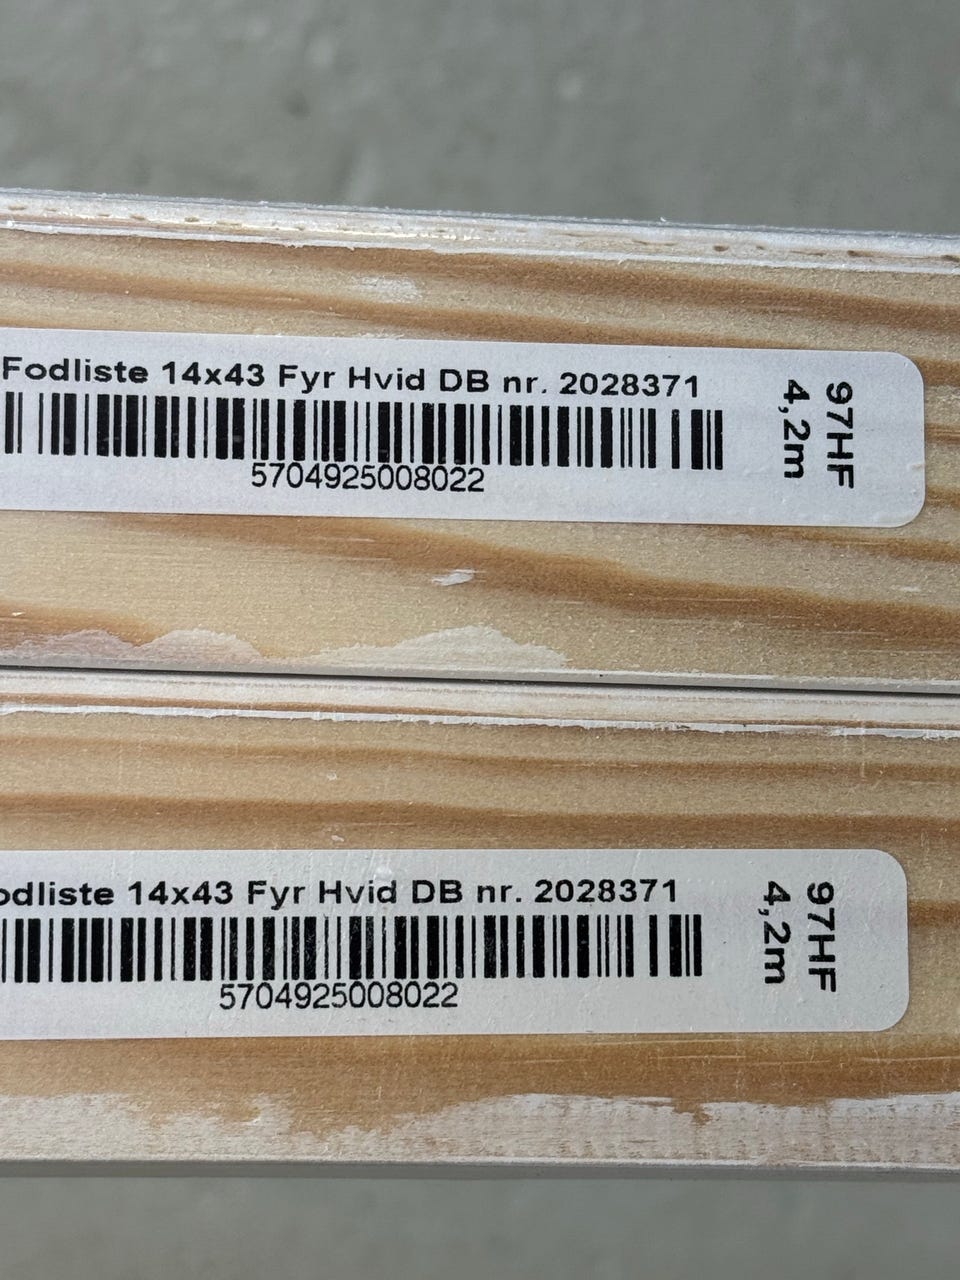 Fodliste 14x43 Fyr Hvid DB nr. 2028371
5704925008022
97HF
4,2m
odliste 14x43 Fyr Hvid DB nr. 2028371
5704925008022
97HF
4,2m